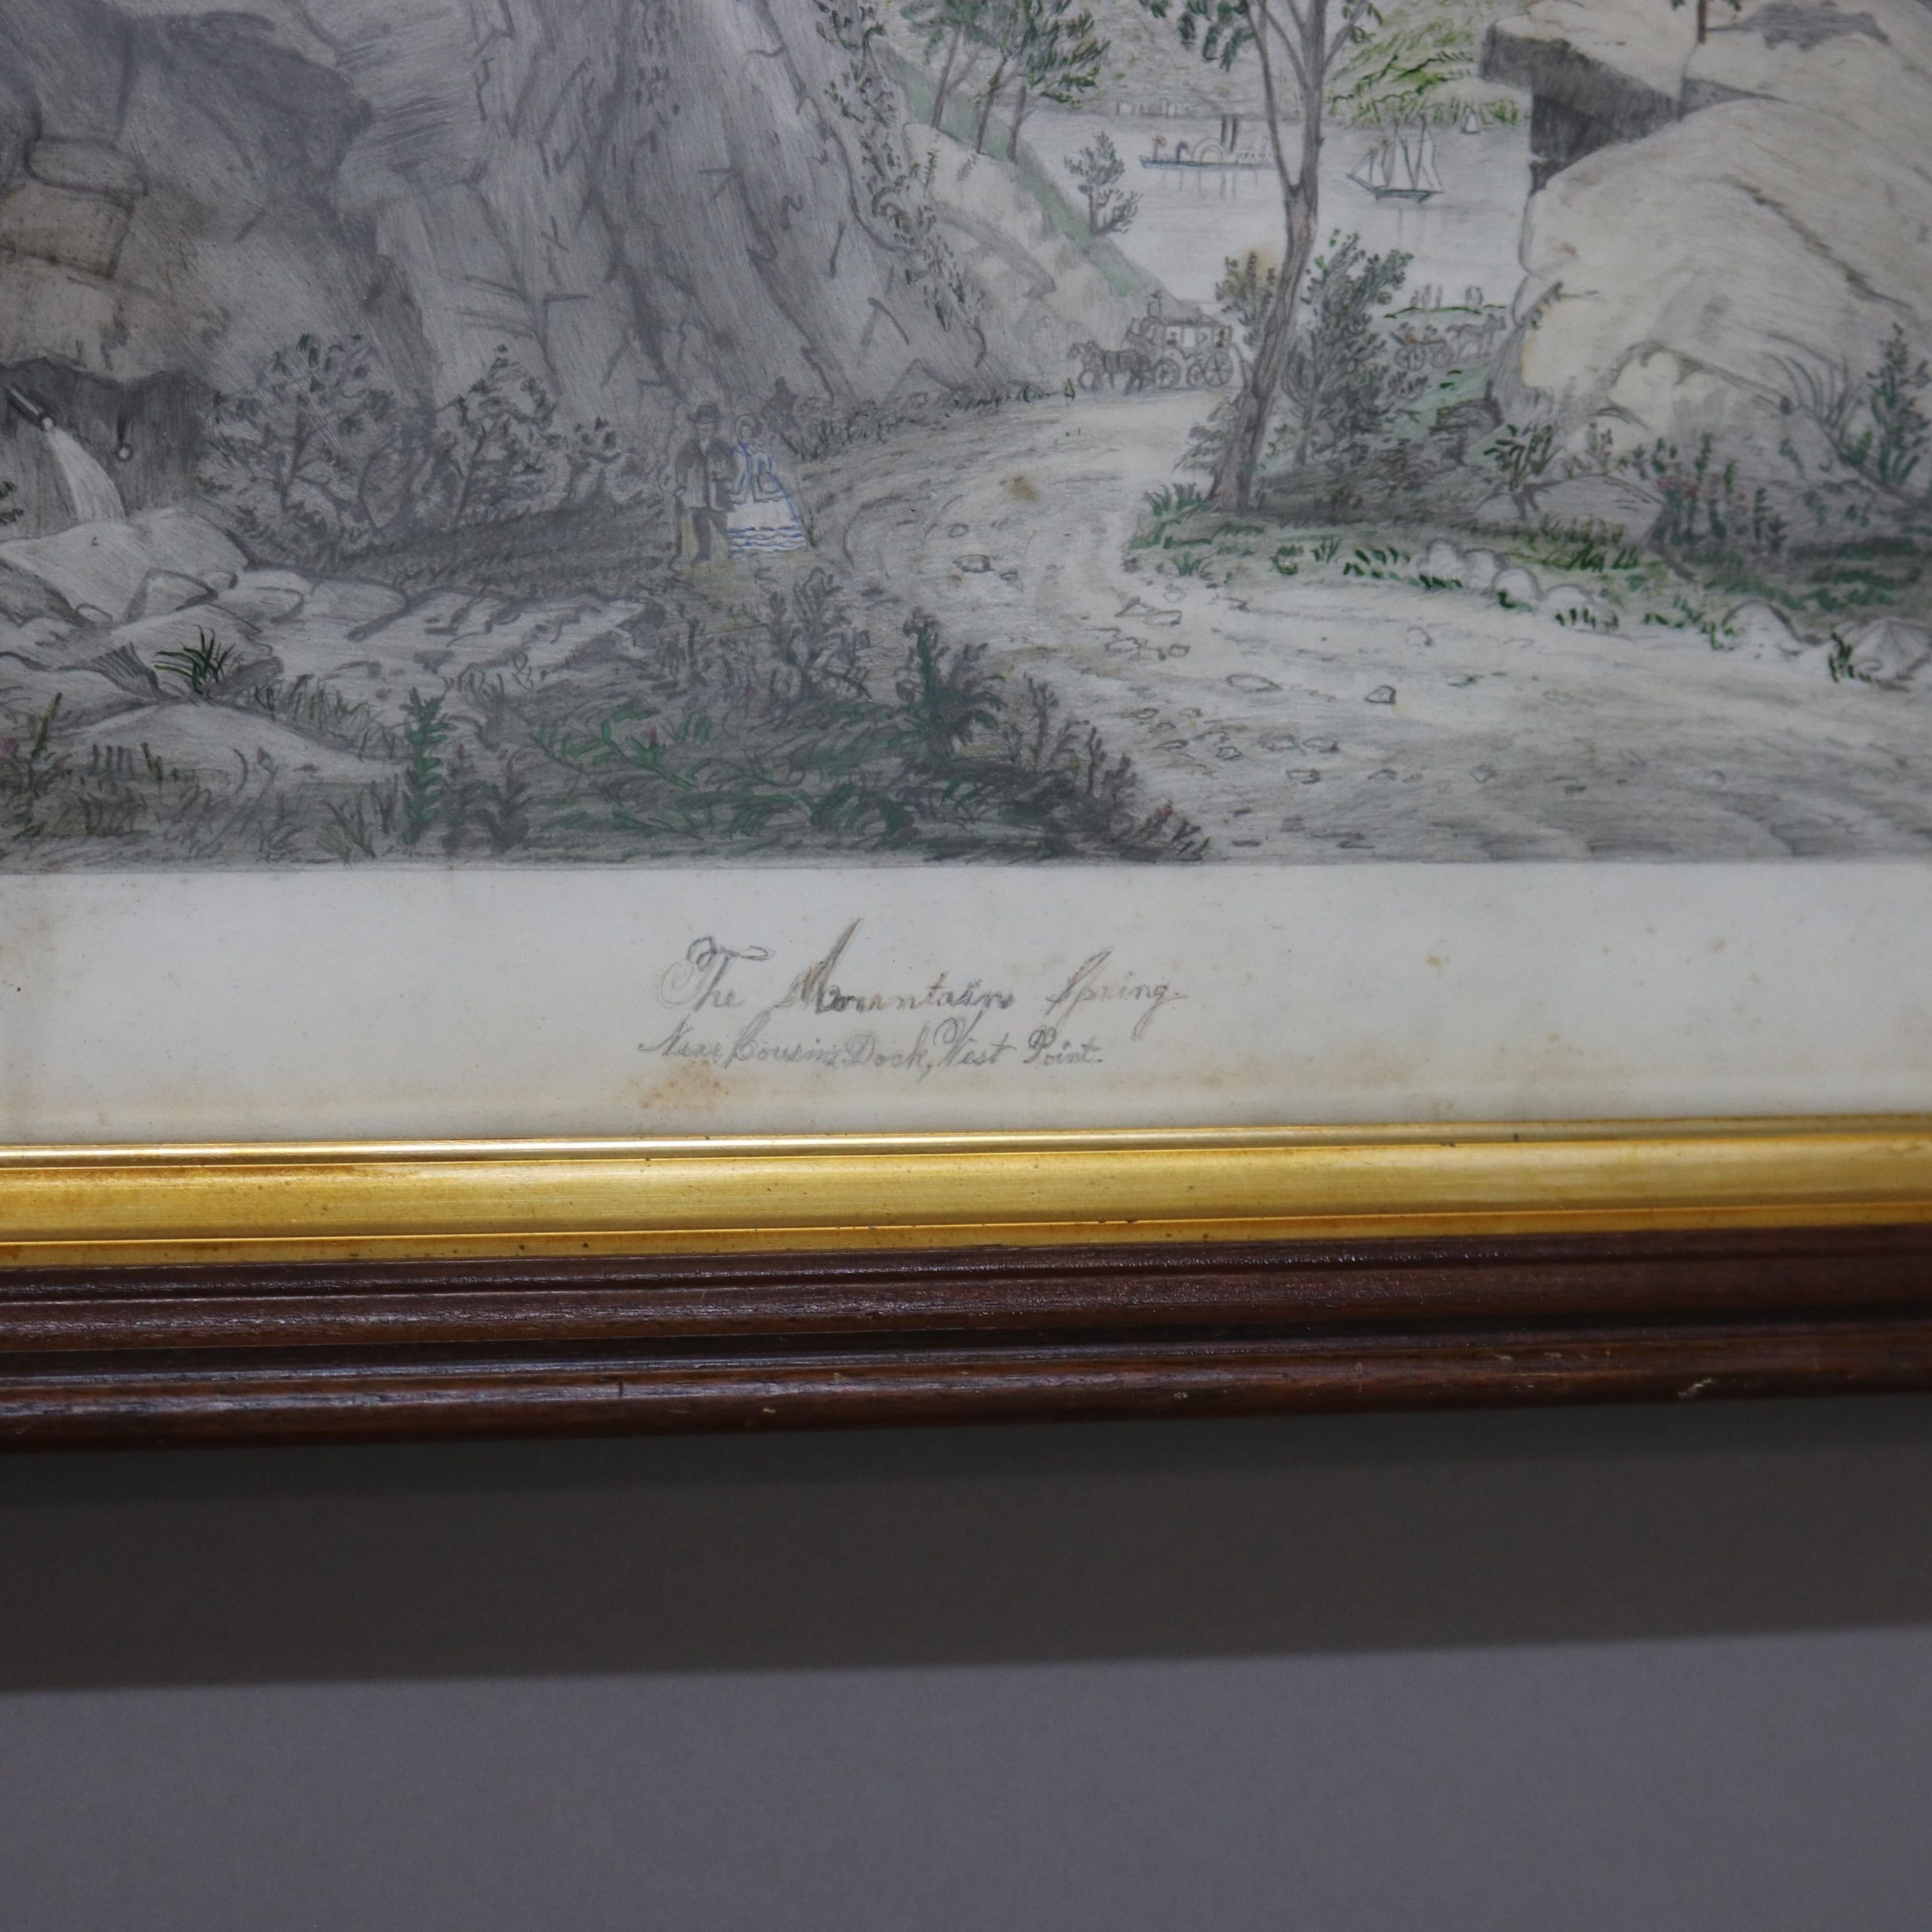 The Mountain Spring.
Near Cousin's Dock, West Point.